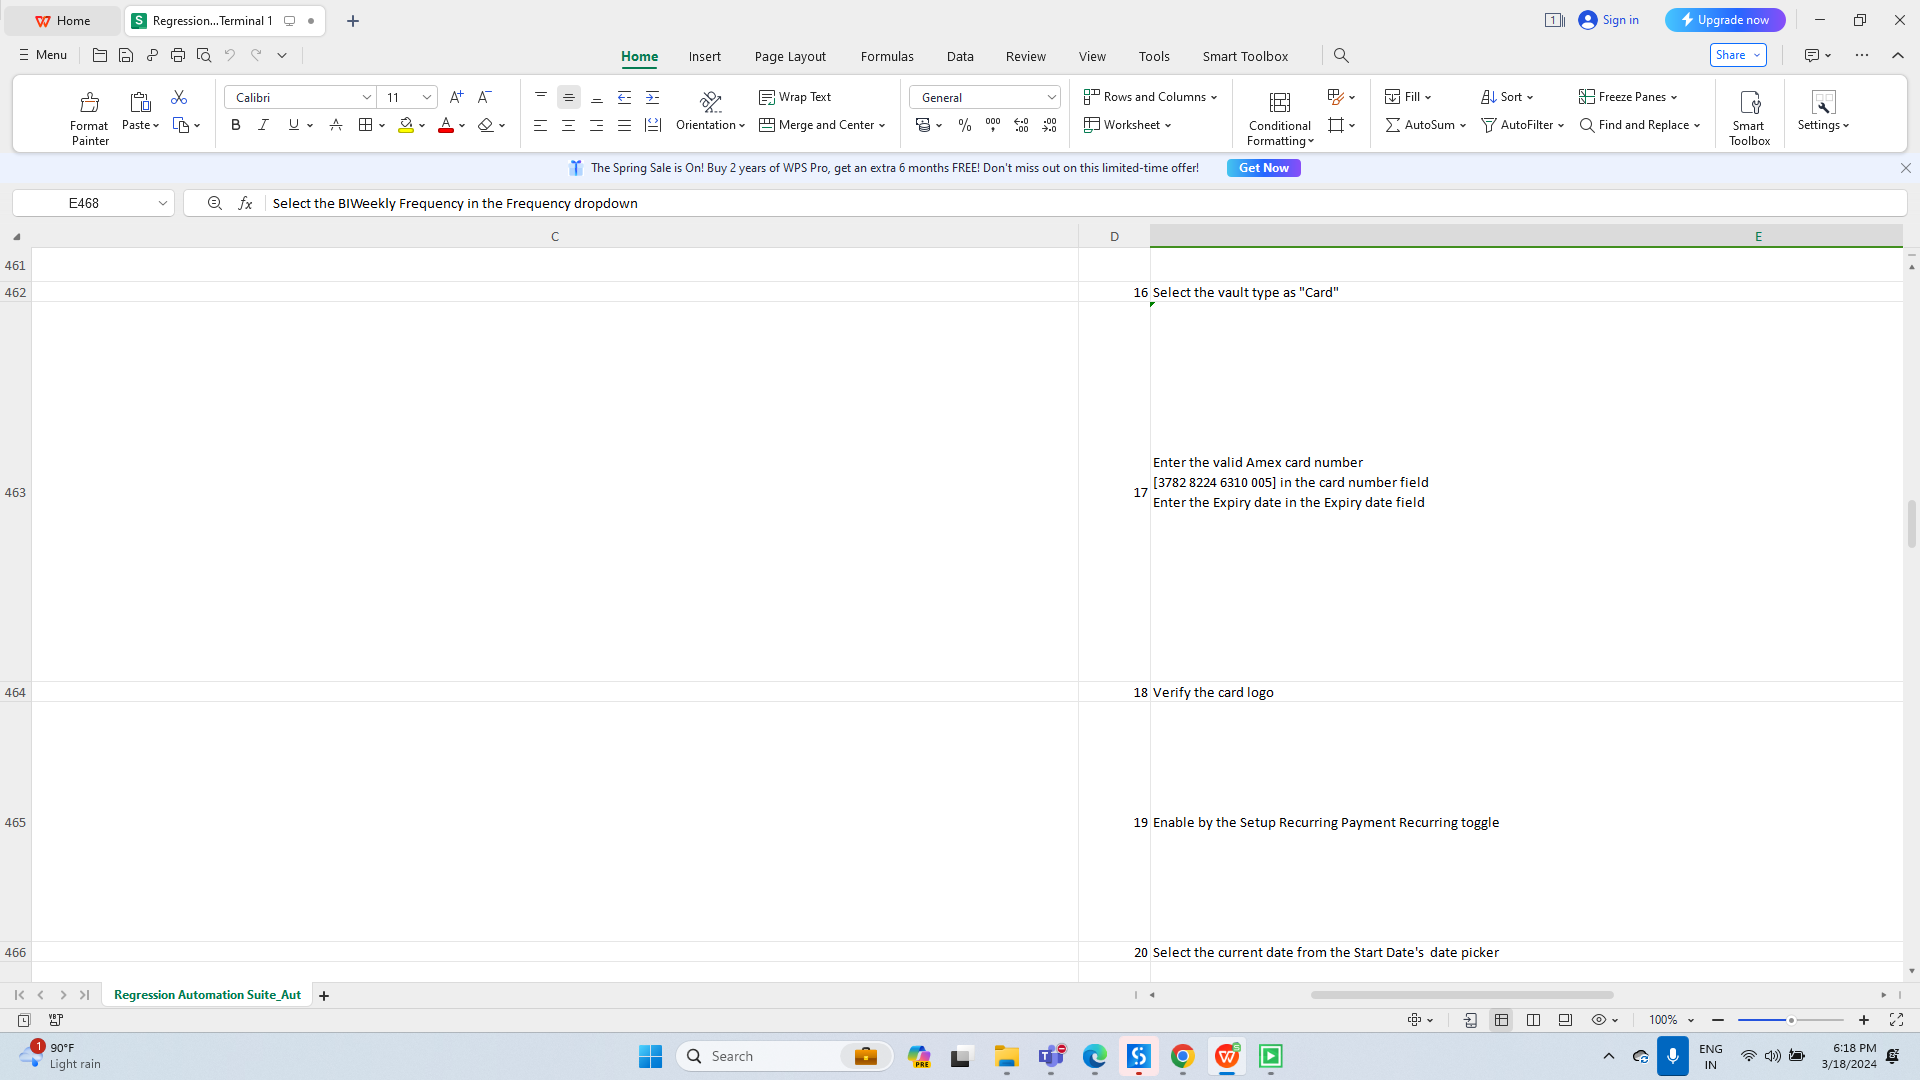 Home
Regression...Terminal 1
Sign in
Upgrade now
Menu
Home
Insert
Page Layout
Formulas
Data
Review
View
Tools
Smart Toolbox
Share
Format
Painter
Paste
Calibri
11
Orientation
Wrap Text
Merge and Center
General
Rows and Columns
Worksheet
Conditional
Formatting
Fill
AutoSum
Sort
AutoFilter
Freeze Panes
Find and Replace
Smart
Toolbox
Settings
The Spring Sale is On! Buy 2 years of WPS Pro, get an extra 6 months FREE! Don't miss out on this limited-time offer!
Get Now
E468
fx
Select the BIWeekly Frequency in the Frequency dropdown
C
D
E
461
462
16
Select the vault type as "Card"
463
17
Enter the valid Amex card number
[3782 8224 6310 005] in the card number field
Enter the Expiry date in the Expiry date field
464
18
Verify the card logo
465
19
Enable by the Setup Recurring Payment Recurring toggle
466
20
Select the current date from the Start Date's  date picker
Regression Automation Suite_Aut
100%
1
90°F
Light rain
Search
PRE
ENG
IN
6:18 PM
3/18/2024